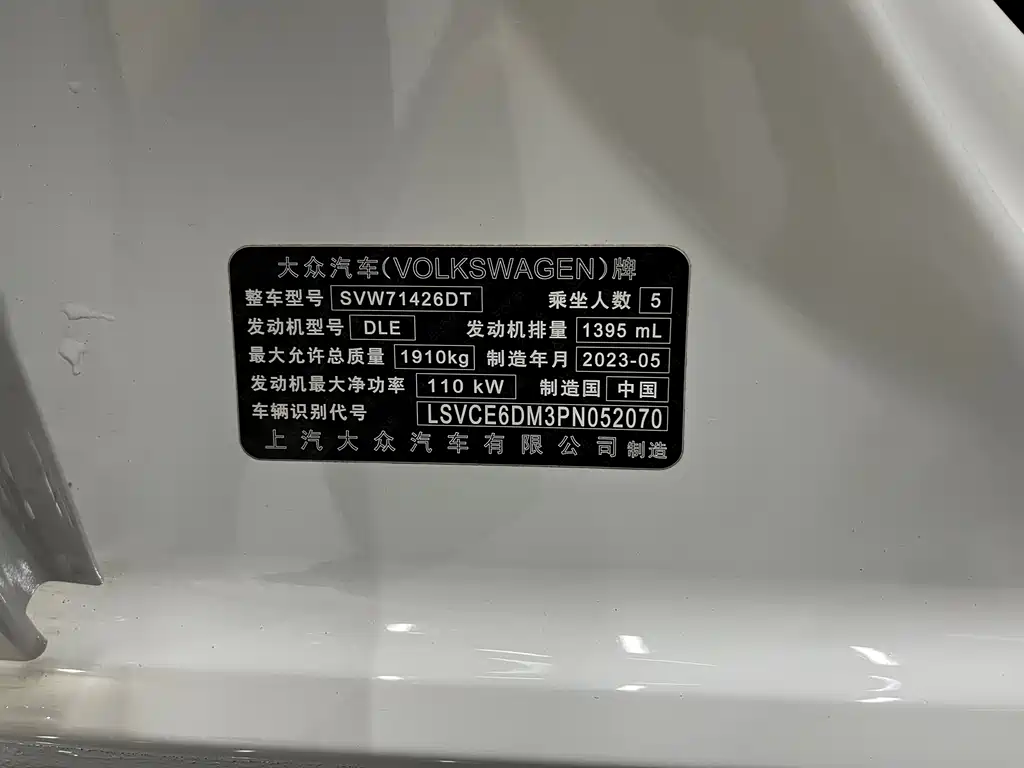 大众汽车(VOLKSWAGEN)牌
整车型号 SVW71426DT 乘坐人数 5
发动机型号 DLE 发动机排量 1395 mL
最大允许总质量 1910kg 制造年月 2023-05
发动机最大净功率 110 kW 制造国 中国
车辆识别代号 LSVCE6DM3PN052070
上汽大众汽车有限公司 制造